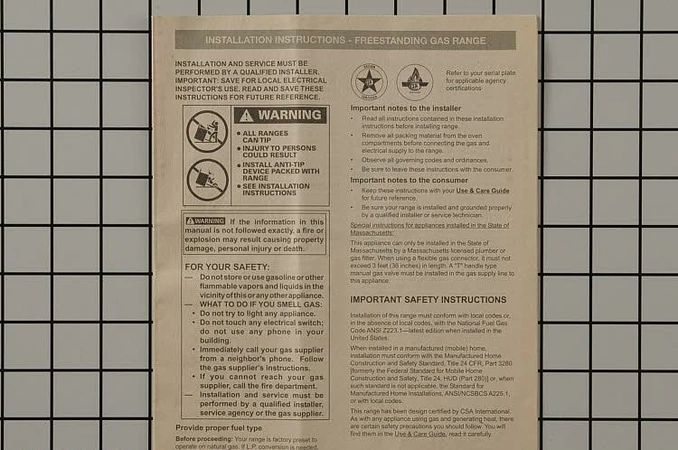 INSTALLATION INSTRUCTIONS - FREESTANDING GAS RANGE
INSTALLATION AND SERVICE MUST BE
PERFORMED BY A QUALIFIED INSTALLER.
IMPORTANT: SAVE FOR LOCAL ELECTRICAL
INSPECTOR'S USE. READ AND SAVE THESE
INSTRUCTIONS FOR FUTURE REFERENCE.
WARNING
• ALL RANGES
CAN TIP
• INJURY TO PERSONS
COULD RESULT
• INSTALL ANTI-TIP
DEVICE PACKED WITH
RANGE
• SEE INSTALLATION
INSTRUCTIONS
WARNING If the information in this
manual is not followed exactly, a fire or
explosion may result causing property
damage, personal injury or death.
FOR YOUR SAFETY:
— Do not store or use gasoline or other
flammable vapors and liquids in the
vicinity of this or any other appliance.
— WHAT TO DO IF YOU SMELL GAS:
• Do not try to light any appliance.
• Do not touch any electrical switch;
do not use any phone in your
building.
• Immediately call your gas supplier
from a neighbor's phone. Follow
the gas supplier's instructions.
• If you cannot reach your gas
supplier, call the fire department.
— Installation and service must be
performed by a qualified installer,
service agency or the gas supplier.
Provide proper fuel type
Before proceeding: Your range is factory preset to
operate on natural gas. If L.P. conversion is needed,
Refer to your serial plate
for applicable agency
certifications
Important notes to the installer
• Read all instructions contained in these installation
instructions before installing range.
• Remove all packing material from the oven
compartments before connecting the gas and
electrical supply to the range.
• Observe all governing codes and ordinances.
• Be sure to leave these instructions with the consumer.
Important notes to the consumer
• Keep these instructions with your Use & Care Guide
for future reference.
• Be sure your range is installed and grounded properly
by a qualified installer or service technician.
Special instructions for appliances installed in the State of
Massachusetts:
This appliance can only be installed in the State of
Massachusetts by a Massachusetts licensed plumber or
gas fitter. When using a flexible gas connector, it must not
exceed 3 feet (36 inches) in length. A "T" handle type
manual gas valve must be installed in the gas supply line to
this appliance.
IMPORTANT SAFETY INSTRUCTIONS
Installation of this range must conform with local codes or,
in the absence of local codes, with the National Fuel Gas
Code ANSI Z223.1—latest edition when installed in the
United States.
When installed in a manufactured (mobile) home,
installation must conform with the Manufactured Home
Construction and Safety Standard, Title 24 CFR, Part 3280
[formerly the Federal Standard for Mobile Home
Construction and Safety, Title 24, HUD (Part 280)] or, when
such standard is not applicable, the Standard for
Manufactured Home Installations, ANSI/NCSBCS A225.1,
or with local codes.
This range has been design certified by CSA International.
As with any appliance using gas and generating heat, there
are certain safety precautions you should follow. You will
find them in the Use & Care Guide, read it carefully.